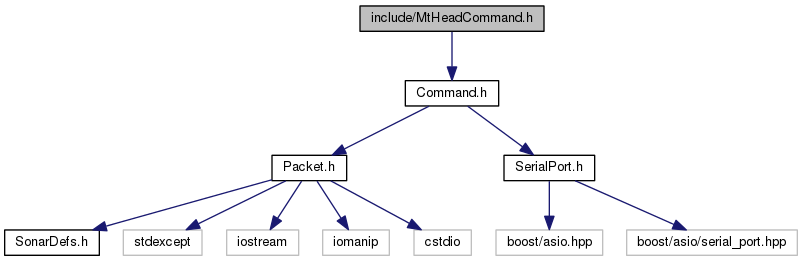 include/MtHeadCommand.h
Command.h
Packet.h
SerialPort.h
SonarDefs.h
stdexcept
iostream
iomanip
cstdio
boost/asio.hpp
boost/asio/serial_port.hpp